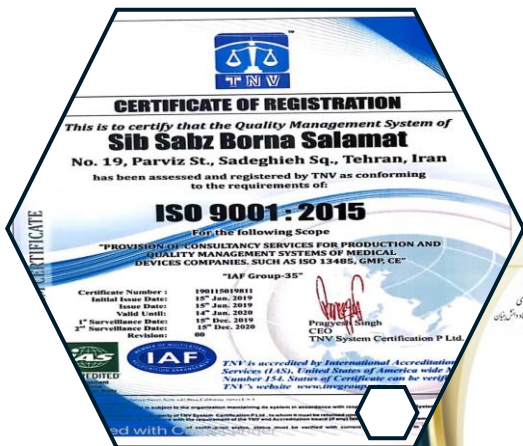 TNV
CERTIFICATE OF REGISTRATION
This is to certify that the Quality Management System of
Sib Sabz Borna Salamat
No. 19, Parviz St., Sadeghieh Sq., Tehran, Iran
has been assessed and registered by TNV as conforming
to the requirements of:
ISO 9001 : 2015
For the following Scope
"PROVISION OF CONSULTANCY SERVICES FOR PRODUCTION AND
QUALITY MANAGEMENT SYSTEMS OF MEDICAL
DEVICES COMPANIES. SUCH AS ISO 13485, GMP, CE"
"IAF Group-35"
CERTIFICATE
Certificate Number : 190115019811
Initial Issue Date: 15th Jan. 2019
Issue Date: 15th Jan. 2019
Valid Until: 14th Jan. 2020
1st Surveillance Date: 15th Dec. 2019
2nd Surveillance Date: 15th Dec. 2020
Revision: 00
Pragyesh Singh
CEO
TNV System Certification P Ltd.
IAF
TNV is accredited by International Accreditation
Services (IAS), United States of America wide
Number 154. Status of Certificate can be
TNV's website
ed with